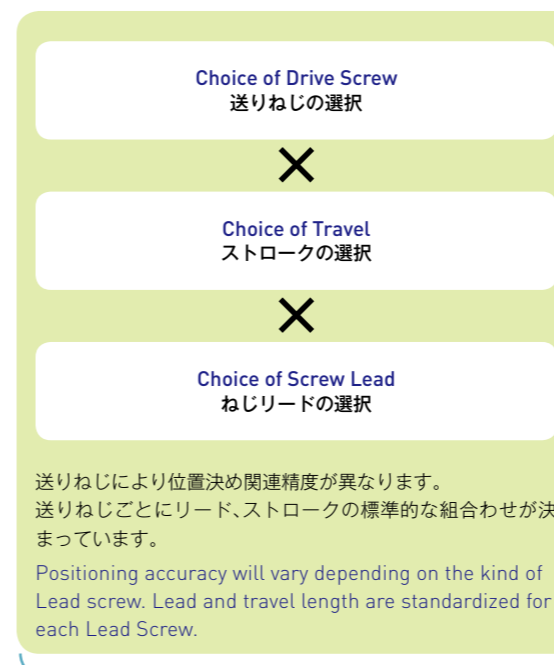 Choice of Drive Screw
送りねじの選択
×
Choice of Travel
ストロークの選択
×
Choice of Screw Lead
ねじリードの選択
送りねじにより位置決め関連精度が異なります。
送りねじごとにリード、ストロークの標準的な組合わせが決
まっています。
Positioning accuracy will vary depending on the kind of
Lead screw. Lead and travel length are standardized for
each Lead Screw.